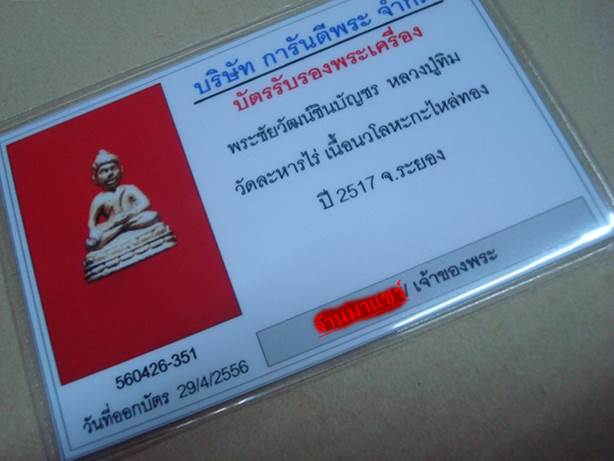 บริษัท การันตีพระ จำกัด
บัตรรับรองพระเครื่อง
พระชัยวัฒน์ชินบัญชร หลวงปู่ทิม
วัดละหารไร่ เนื้อนวโลหะกะไหล่ทอง
ปี 2517 จ.ระยอง
/ เจ้าของพระ
560426-351
วันที่ออกบัตร 29/4/2556